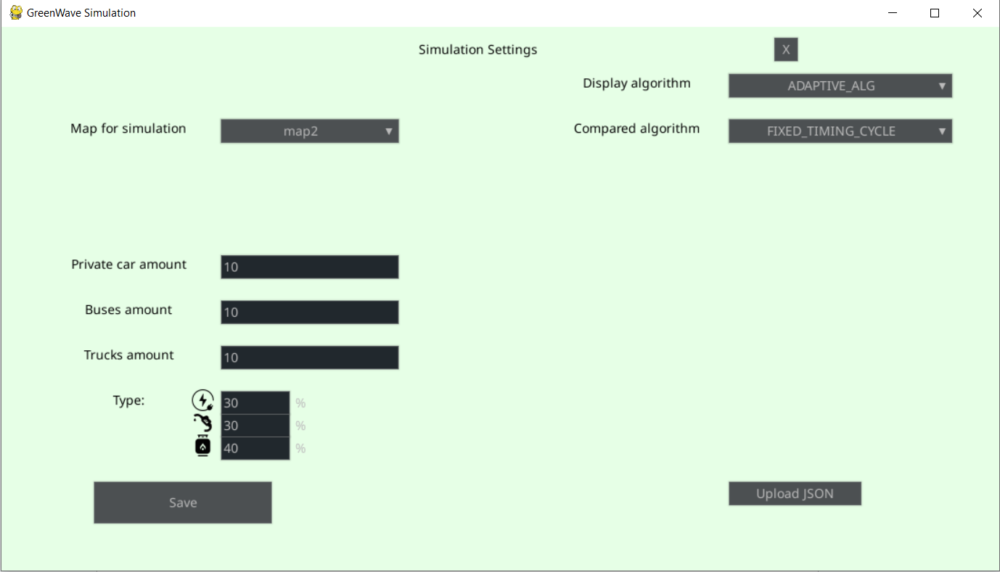 GreenWave Simulation
Simulation Settings
X
Display algorithm
ADAPTIVE_ALG
Map for simulation
map2
Compared algorithm
FIXED_TIMING_CYCLE
Private car amount
10
Buses amount
10
Trucks amount
10
Type:
30 %
30 %
40 %
Save
Upload JSON